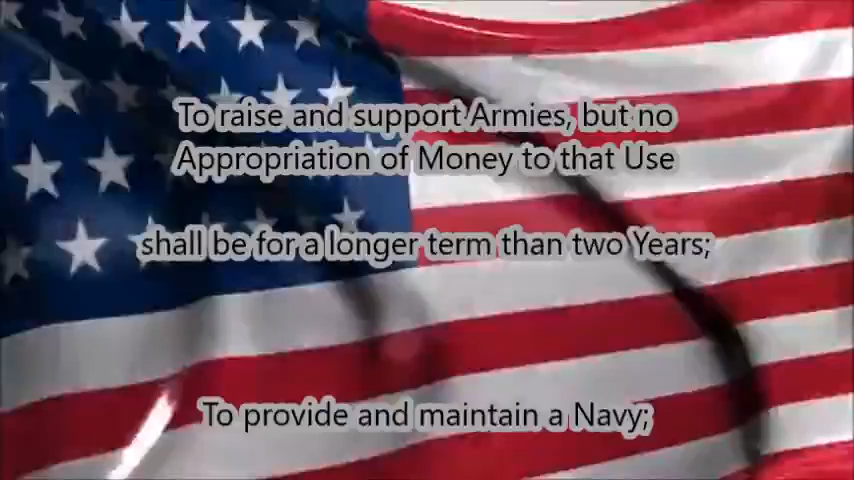 To raise and support Armies, but no
Appropriation of Money to that Use
shall be for a longer term than two Years;
To provide and maintain a Navy;